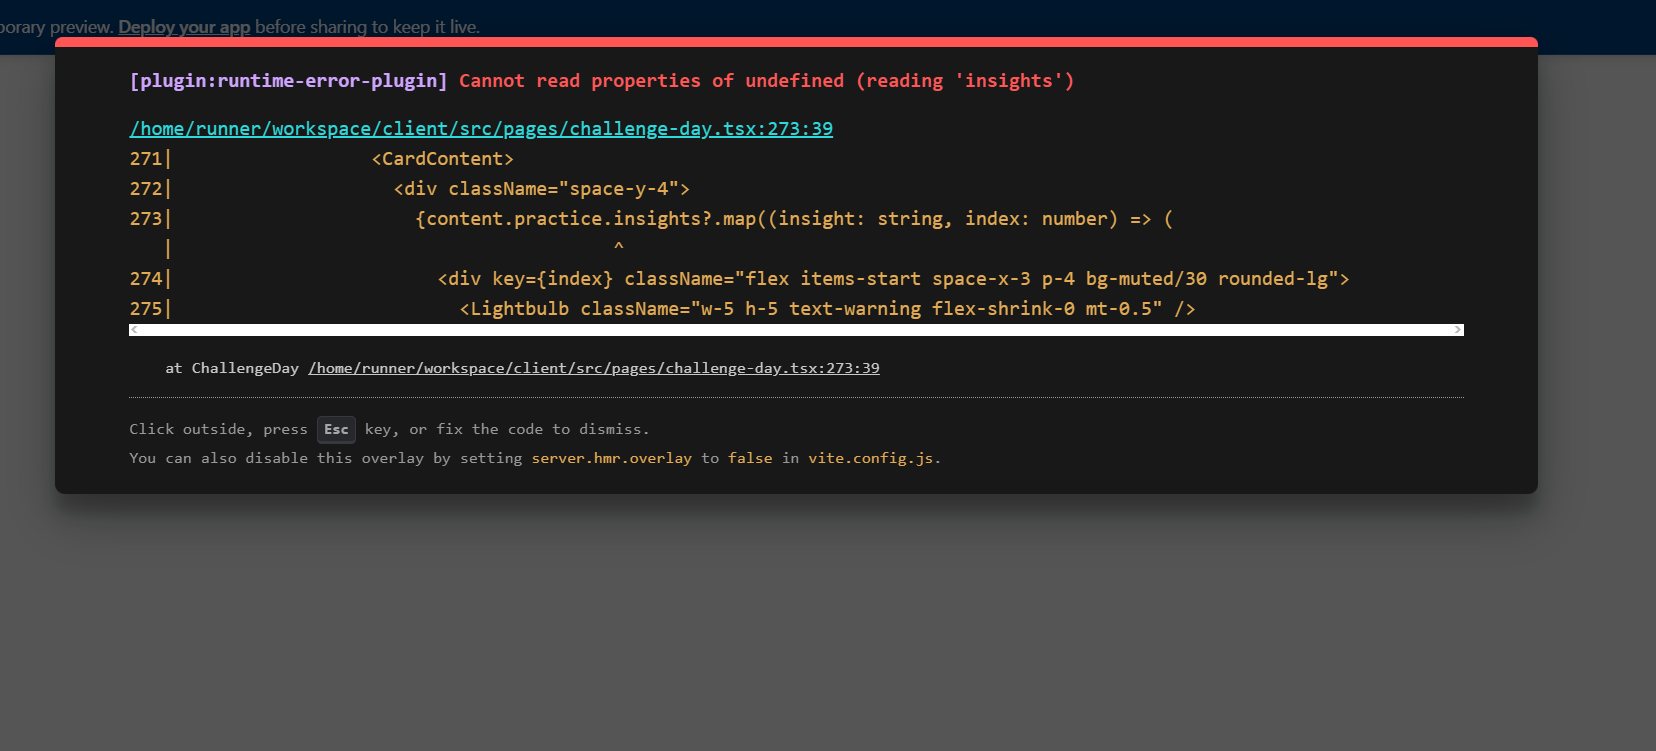 porary preview. Deploy your app before sharing to keep it live.
[plugin:runtime-error-plugin] Cannot read properties of undefined (reading 'insights')
/home/runner/workspace/client/src/pages/challenge-day.tsx:273:39
271|                  <CardContent>
272|                    <div className="space-y-4">
273|                      {content.practice.insights?.map((insight: string, index: number) => (
   |                                        ^
274|                        <div key={index} className="flex items-start space-x-3 p-4 bg-muted/30 rounded-lg">
275|                          <Lightbulb className="w-5 h-5 text-warning flex-shrink-0 mt-0.5" />
at ChallengeDay /home/runner/workspace/client/src/pages/challenge-day.tsx:273:39
Click outside, press Esc key, or fix the code to dismiss.
You can also disable this overlay by setting server.hmr.overlay to false in vite.config.js.